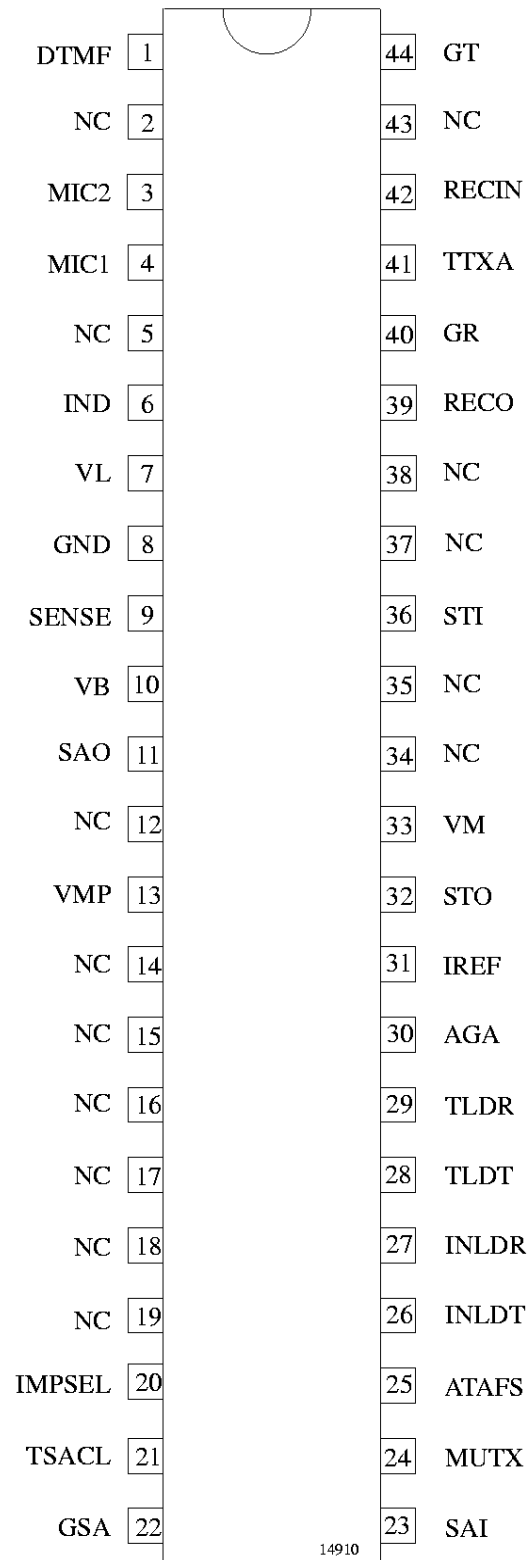 DTMF 1 44 GT
NC 2 43 NC
MIC2 3 42 RECIN
MIC1 4 41 TTXA
NC 5 40 GR
IND 6 39 RECO
VL 7 38 NC
GND 8 37 NC
SENSE 9 36 STI
VB 10 35 NC
SAO 11 34 NC
NC 12 33 VM
VMP 13 32 STO
NC 14 31 IREF
NC 15 30 AGA
NC 16 29 TLDR
NC 17 28 TLDT
NC 18 27 INLDR
NC 19 26 INLDT
IMPSEL 20 25 ATAFS
TSACL 21 24 MUTX
GSA 22 23 SAI
14910